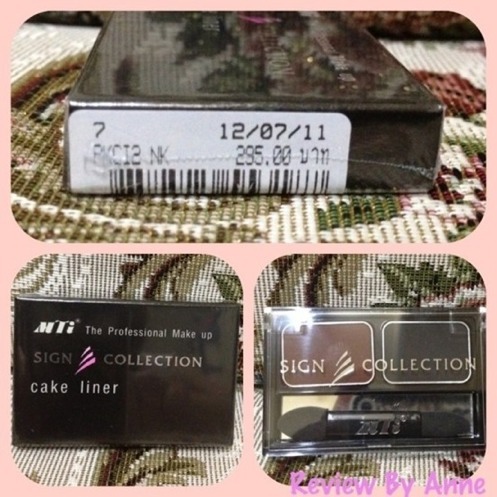 7 12/07/11
295.00 บาท
MTi® The Professional Make up
SIGN COLLECTION
cake liner
SIGN COLLECTION
Review By Anne